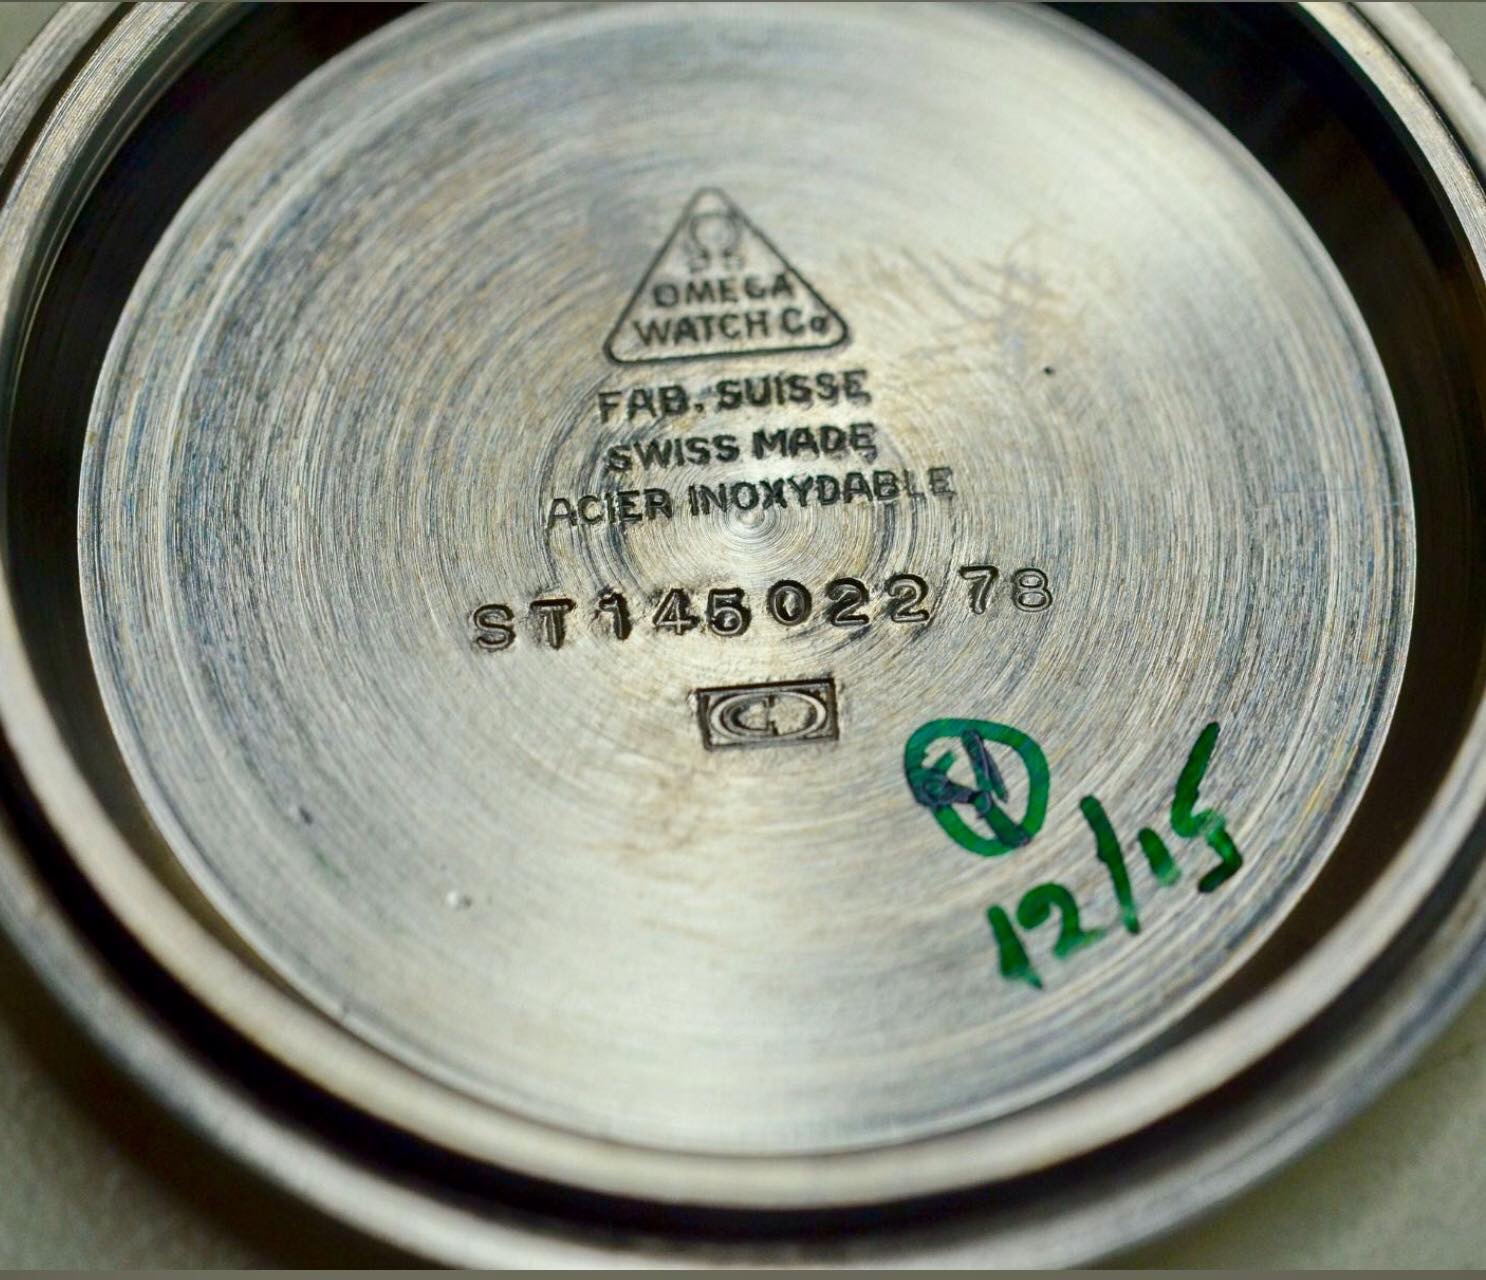 Ω
OMEGA
WATCH Co
FAB. SUISSE
SWISS MADE
ACIER INOXYDABLE
ST 145022 78
12/15